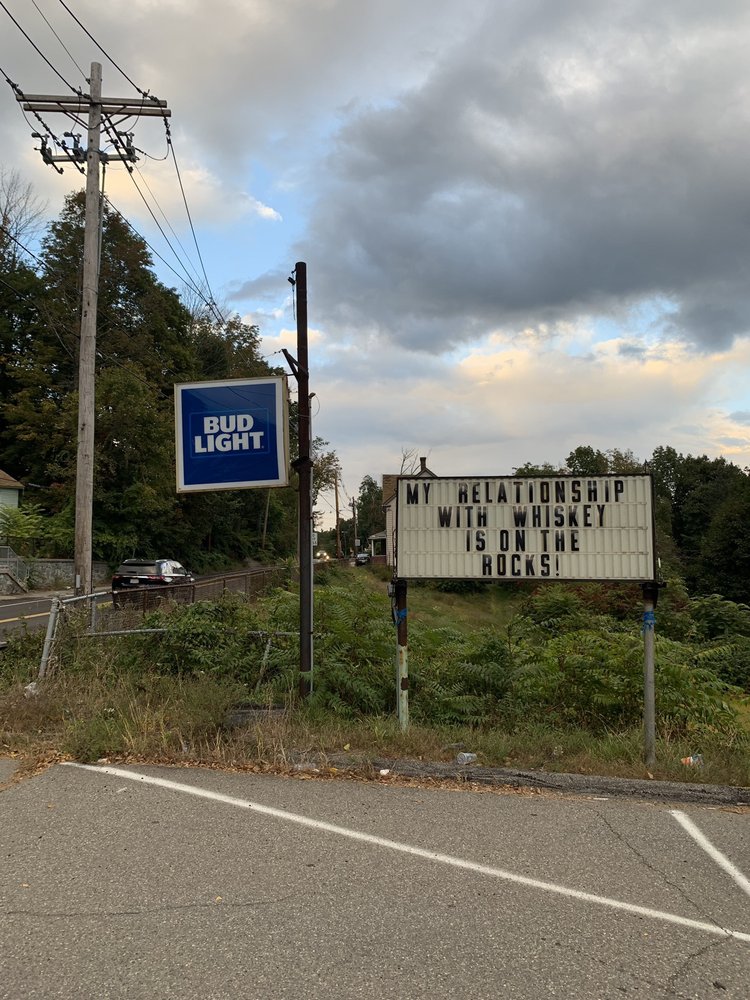 BUD
LIGHT
MY RELATIONSHIP
WITH WHISKEY
IS ON THE
ROCKS!